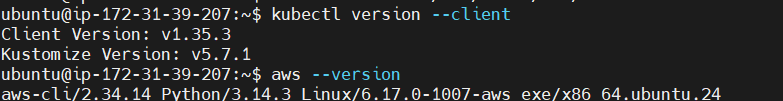 ubuntu@ip-172-31-39-207:~$ kubectl version --client
Client Version: v1.35.3
Kustomize Version: v5.7.1
ubuntu@ip-172-31-39-207:~$ aws --version
aws-cli/2.34.14 Python/3.14.3 Linux/6.17.0-1007-aws exe/x86_64.ubuntu.24